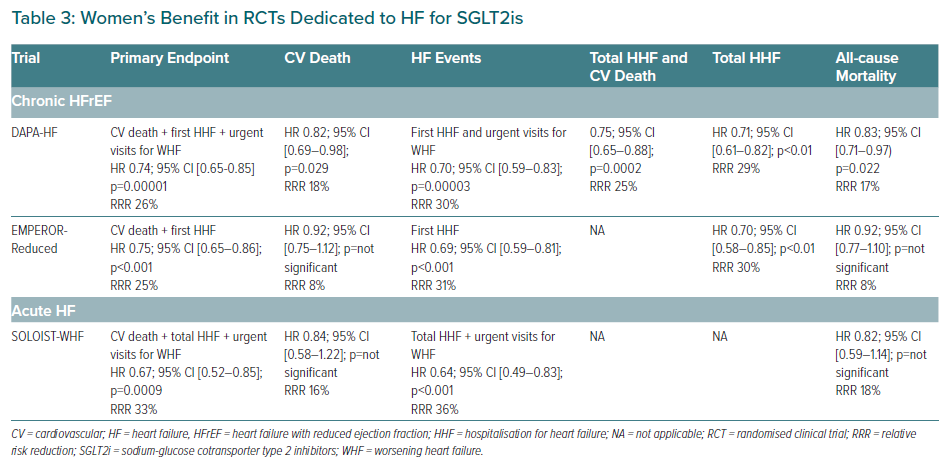 Table 3: Women's Benefit in RCTs Dedicated to HF for SGLT2is
Trial Primary Endpoint CV Death HF Events Total HHF and CV Death Total HHF All-cause Mortality
Chronic HFrEF
DAPA-HF
CV death + first HHF + urgent
visits for WHF
HR 0.74; 95% CI [0.65-0.85]
p=0.00001
RRR 26%
HR 0.82; 95% CI
[0.69–0.98];
p=0.029
RRR 18%
First HHF and urgent visits for
WHF
HR 0.70; 95% CI [0.59–0.83];
p=0.00003
RRR 30%
0.75; 95% CI
[0.65–0.88];
p=0.0002
RRR 25%
HR 0.71; 95% CI
[0.61–0.82]; p<0.01
RRR 29%
HR 0.83; 95% CI
(0.71–0.97)
p=0.022
RRR 17%
EMPEROR-
Reduced
CV death + first HHF
HR 0.75; 95% CI [0.65–0.86];
p<0.001
RRR 25%
HR 0.92; 95% CI
[0.75–1.12]; p=not
significant
RRR 8%
First HHF
HR 0.69; 95% CI [0.59–0.81];
p<0.001
RRR 31%
NA
HR 0.70; 95% CI
[0.58–0.85]; p<0.01
RRR 30%
HR 0.92; 95% CI
[0.77–1.10]; p=not
significant
RRR 8%
Acute HF
SOLOIST-WHF
CV death + total HHF + urgent
visits for WHF
HR 0.67; 95% CI [0.52–0.85];
p=0.0009
RRR 33%
HR 0.84; 95% CI
[0.58–1.22]; p=not
significant
RRR 16%
Total HHF + urgent visits for
WHF
HR 0.64; 95% CI [0.49–0.83];
p<0.001
RRR 36%
NA
NA
HR 0.82; 95% CI
[0.59–1.14]; p=not
significant
RRR 18%
CV = cardiovascular; HF = heart failure, HFrEF = heart failure with reduced ejection fraction; HHF = hospitalisation for heart failure; NA = not applicable; RCT = randomised clinical trial; RRR = relative
risk reduction; SGLT2i = sodium-glucose cotransporter type 2 inhibitors; WHF = worsening heart failure.